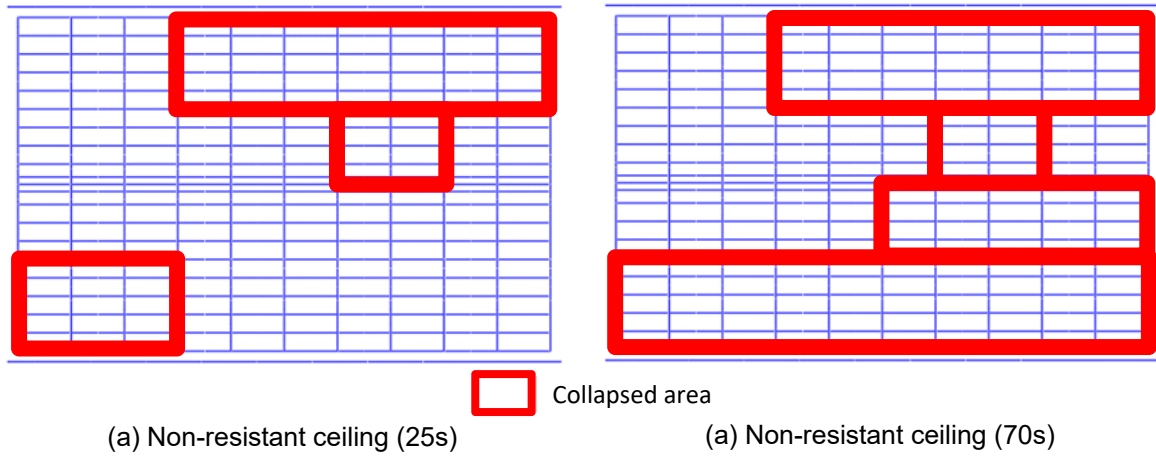 Collapsed area
(a) Non-resistant ceiling (25s)
(a) Non-resistant ceiling (70s)